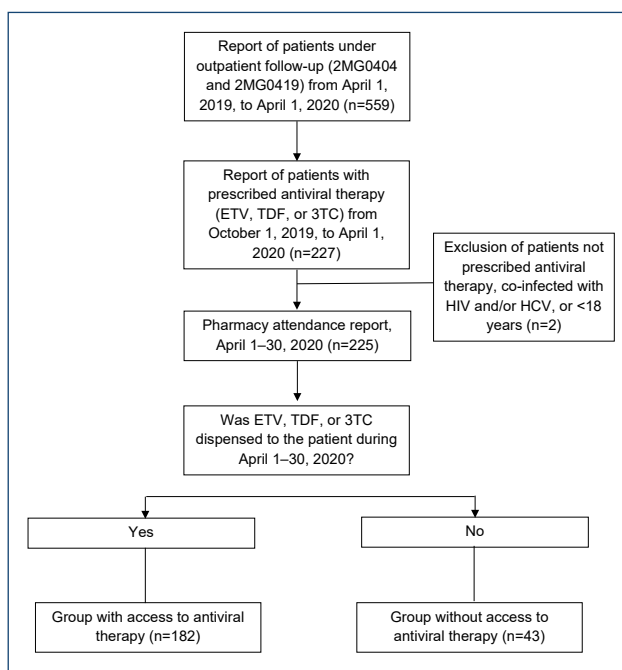 Report of patients under
outpatient follow-up (2MG0404
and 2MG0419) from April 1,
2019, to April 1, 2020 (n=559)
Report of patients with
prescribed antiviral therapy
(ETV, TDF, or 3TC) from
October 1, 2019, to April 1,
2020 (n=227)
Exclusion of patients not
prescribed antiviral
therapy, co-infected with
HIV and/or HCV, or <18
years (n=2)
Pharmacy attendance report,
April 1–30, 2020 (n=225)
Was ETV, TDF, or 3TC
dispensed to the patient during
April 1–30, 2020?
Yes
No
Group with access to antiviral
therapy (n=182)
Group without access to
antiviral therapy (n=43)